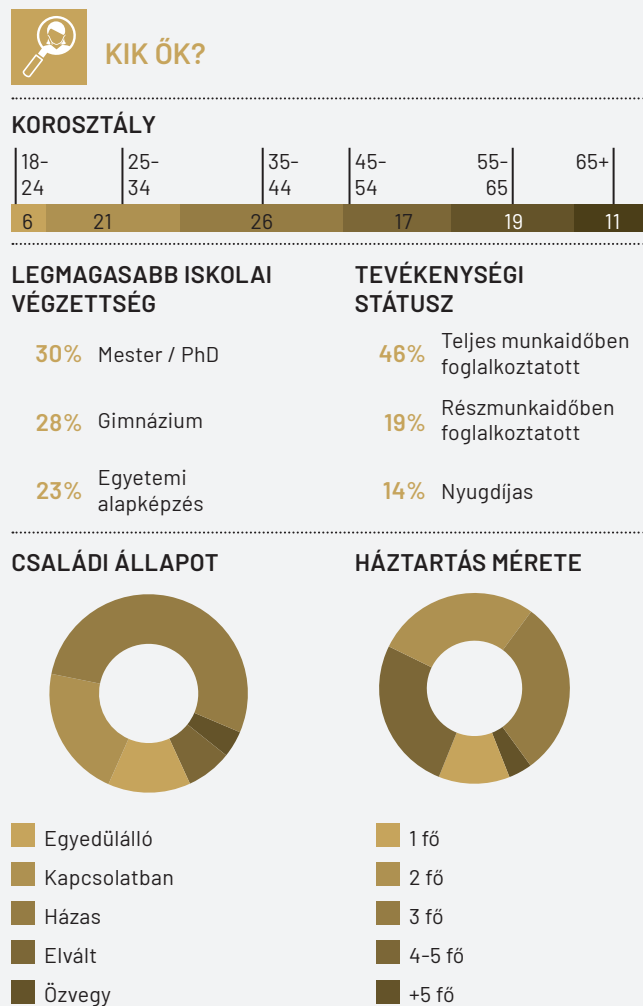 KIK ŐK?
KOROSZTÁLY
18-
24
25-
34
35-
44
45-
54
55-
65
65+
6 21 26 17 19 11
LEGMAGASABB ISKOLAI
VÉGZETTSÉG
30% Mester / PhD
28% Gimnázium
23% Egyetemi
alapképzés
TEVÉKENYSÉGI
STÁTUSZ
46% Teljes munkaidőben
foglalkoztatott
19% Részmunkaidőben
foglalkoztatott
14% Nyugdíjas
CSALÁDI ÁLLAPOT
Egyedülálló
Kapcsolatban
Házas
Elvált
Özvegy
HÁZTARTÁS MÉRETE
1 fő
2 fő
3 fő
4-5 fő
+5 fő